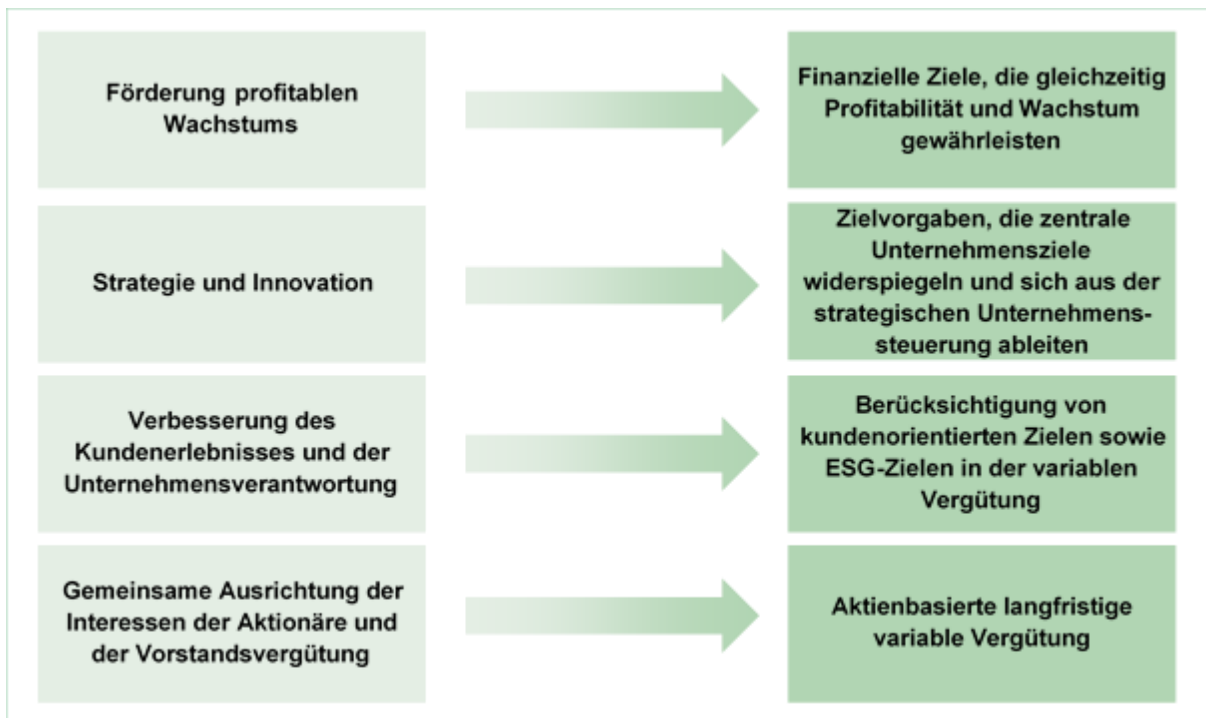 Förderung profitablen
Wachstums
Finanzielle Ziele, die gleichzeitig
Profitabilität und Wachstum
gewährleisten
Strategie und Innovation
Zielvorgaben, die zentrale
Unternehmensziele
widerspiegeln und sich aus der
strategischen Unternehmens-
steuerung ableiten
Verbesserung des
Kundenerlebnisses und der
Unternehmensverantwortung
Berücksichtigung von
kundenorientierten Zielen sowie
ESG-Zielen in der variablen
Vergütung
Gemeinsame Ausrichtung der
Interessen der Aktionäre und
der Vorstandsvergütung
Aktienbasierte langfristige
variable Vergütung